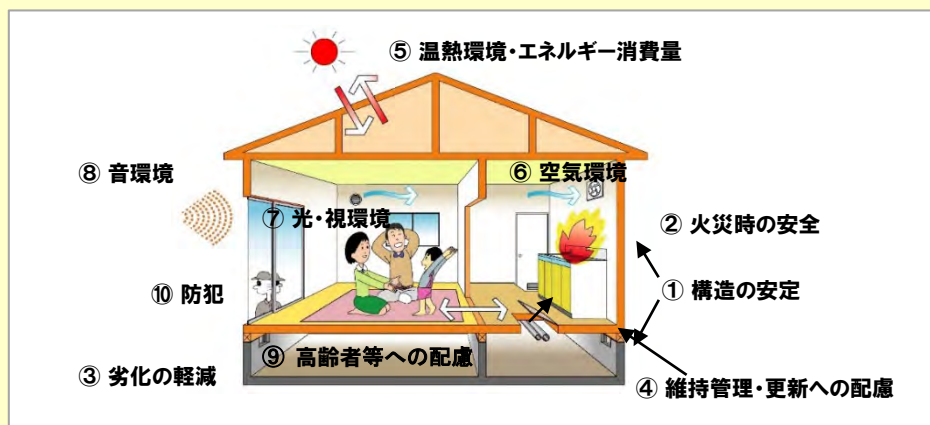 ⑤ 温熱環境・エネルギー消費量
⑧ 音環境
⑥ 空気環境
⑦ 光・視環境
② 火災時の安全
⑩ 防犯
① 構造の安定
⑨ 高齢者等への配慮
③ 劣化の軽減
④ 維持管理・更新への配慮